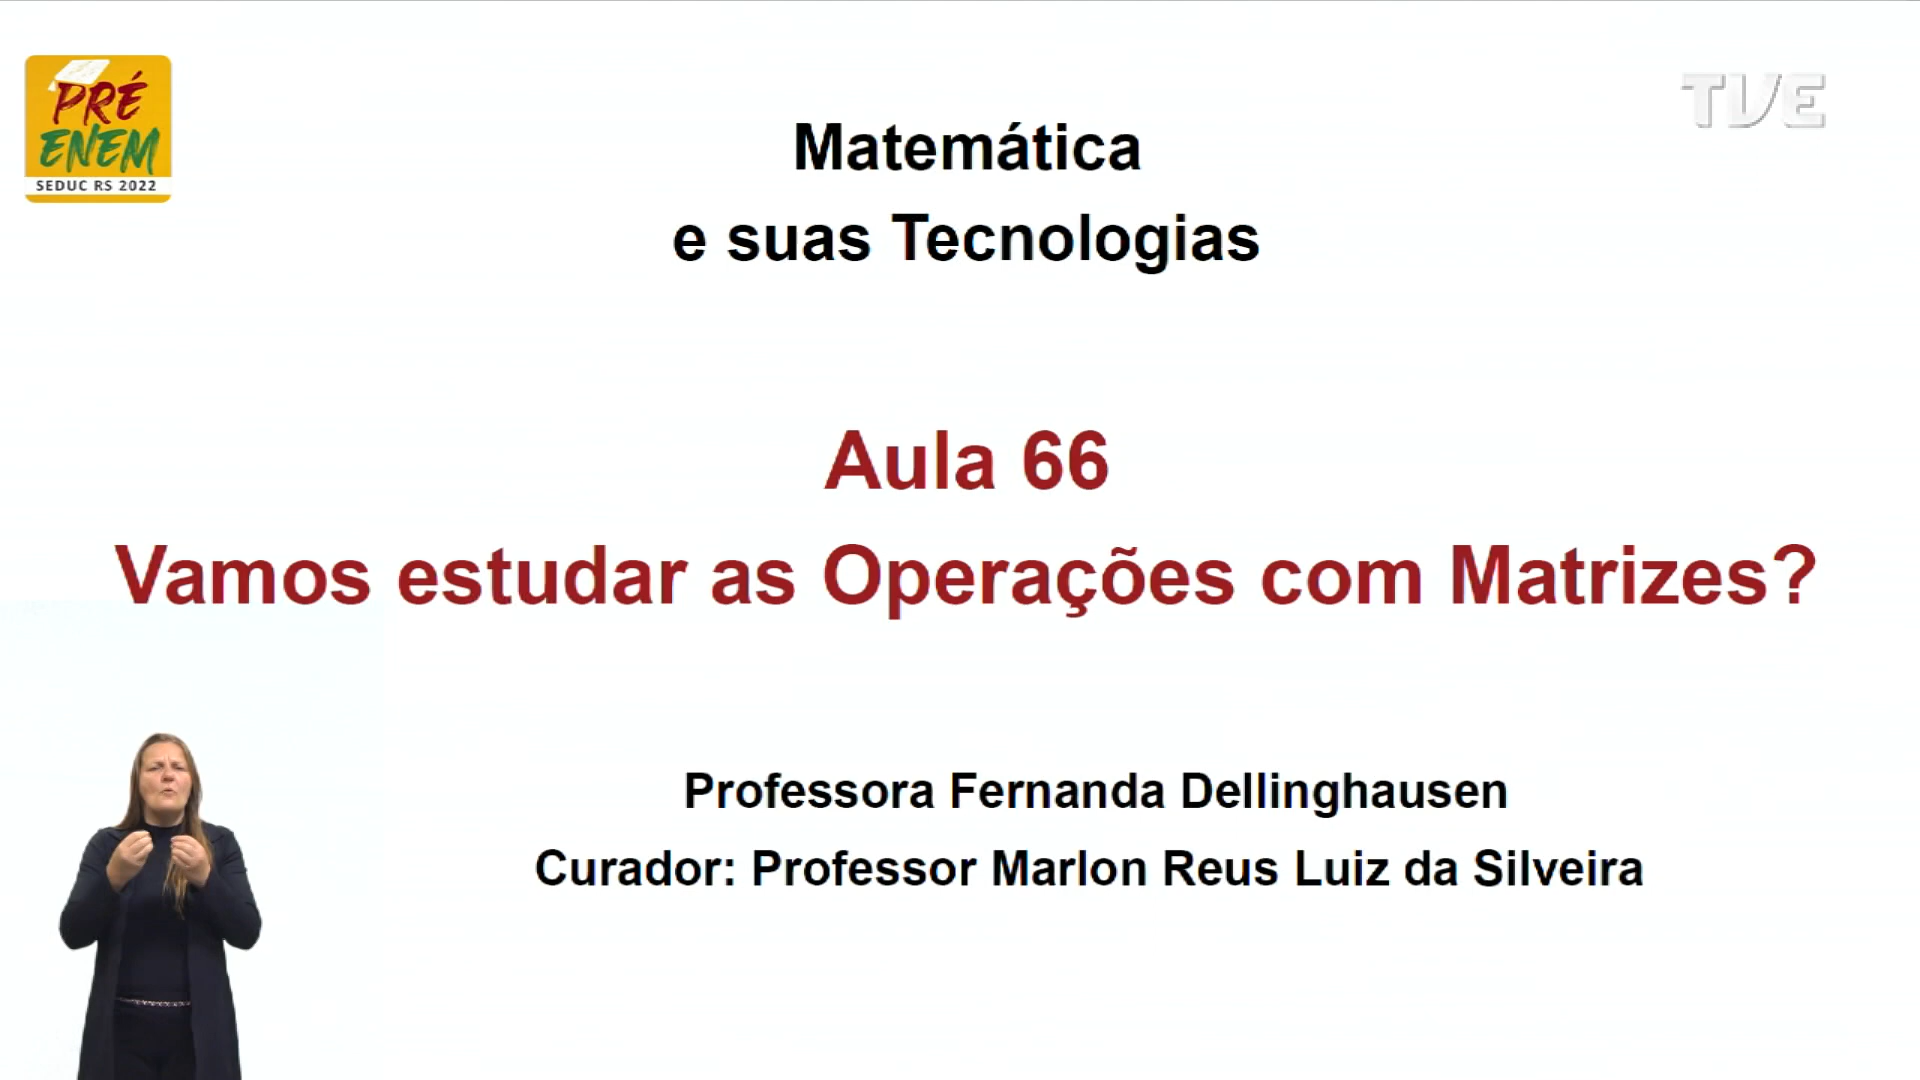 PRÉ
ENEM
SEDUC RS 2022
TVE
Matemática
e suas Tecnologias
Aula 66
Vamos estudar as Operações com Matrizes?
Professora Fernanda Dellinghausen
Curador: Professor Marlon Reus Luiz da Silveira